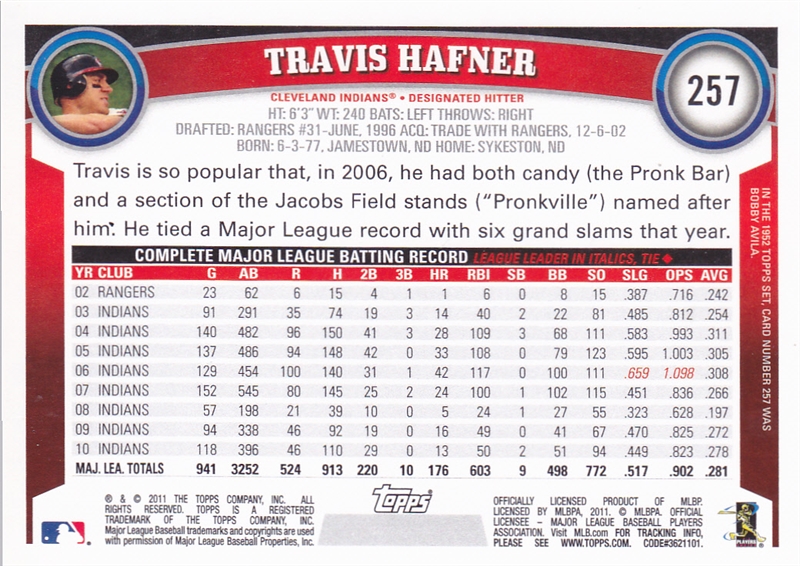 TRAVIS HAFNER
257
CLEVELAND INDIANS® • DESIGNATED HITTER
HT: 6'3" WT: 240 BATS: LEFT THROWS: RIGHT
DRAFTED: RANGERS #31-JUNE, 1996 ACQ: TRADE WITH RANGERS, 12-6-02
BORN: 6-3-77, JAMESTOWN, ND HOME: SYKESTON, ND
Travis is so popular that, in 2006, he had both candy (the Pronk Bar)
and a section of the Jacobs Field stands ("Pronkville") named after
him. He tied a Major League record with six grand slams that year.
IN THE 1952 TOPPS SET, CARD NUMBER 257 WAS
BOBBY AVILA.
COMPLETE MAJOR LEAGUE BATTING RECORD LEAGUE LEADER IN ITALICS, TIE ♦
YR CLUB G AB R H 2B 3B HR RBI SB BB SO SLG OPS AVG
02 RANGERS 23 62 6 15 4 1 1 6 0 8 15 .387 .716 .242
03 INDIANS 91 291 35 74 19 3 14 40 2 22 81 .485 .812 .254
04 INDIANS 140 482 96 150 41 3 28 109 3 68 111 .583 .993 .311
05 INDIANS 137 486 94 148 42 0 33 108 0 79 123 .595 1.003 .305
06 INDIANS 129 454 100 140 31 1 42 117 0 100 111 .659 1.098 .308
07 INDIANS 152 545 80 145 25 2 24 100 1 102 115 .451 .836 .266
08 INDIANS 57 198 21 39 10 0 5 24 1 27 55 .323 .628 .197
09 INDIANS 94 338 46 92 19 0 16 49 0 41 67 .470 .825 .272
10 INDIANS 118 396 46 110 29 0 13 50 2 51 94 .449 .823 .278
MAJ. LEA. TOTALS 941 3252 524 913 220 10 176 603 9 498 772 .517 .902 .281
® & © 2011 THE TOPPS COMPANY, INC. ALL
RIGHTS RESERVED. TOPPS IS A REGISTERED
TRADEMARK OF THE TOPPS COMPANY, INC.
Major League Baseball trademarks and copyrights are used
with permission of Major League Baseball Properties, Inc.
Topps
OFFICIALLY LICENSED PRODUCT OF MLBP.
LICENSED BY MLBPA, 2011. © MLBPA. OFFICIAL
LICENSEE – MAJOR LEAGUE BASEBALL PLAYERS
ASSOCIATION. Visit MLB.com FOR TRACKING INFO,
PLEASE SEE WWW.TOPPS.COM. CODE#3621101.